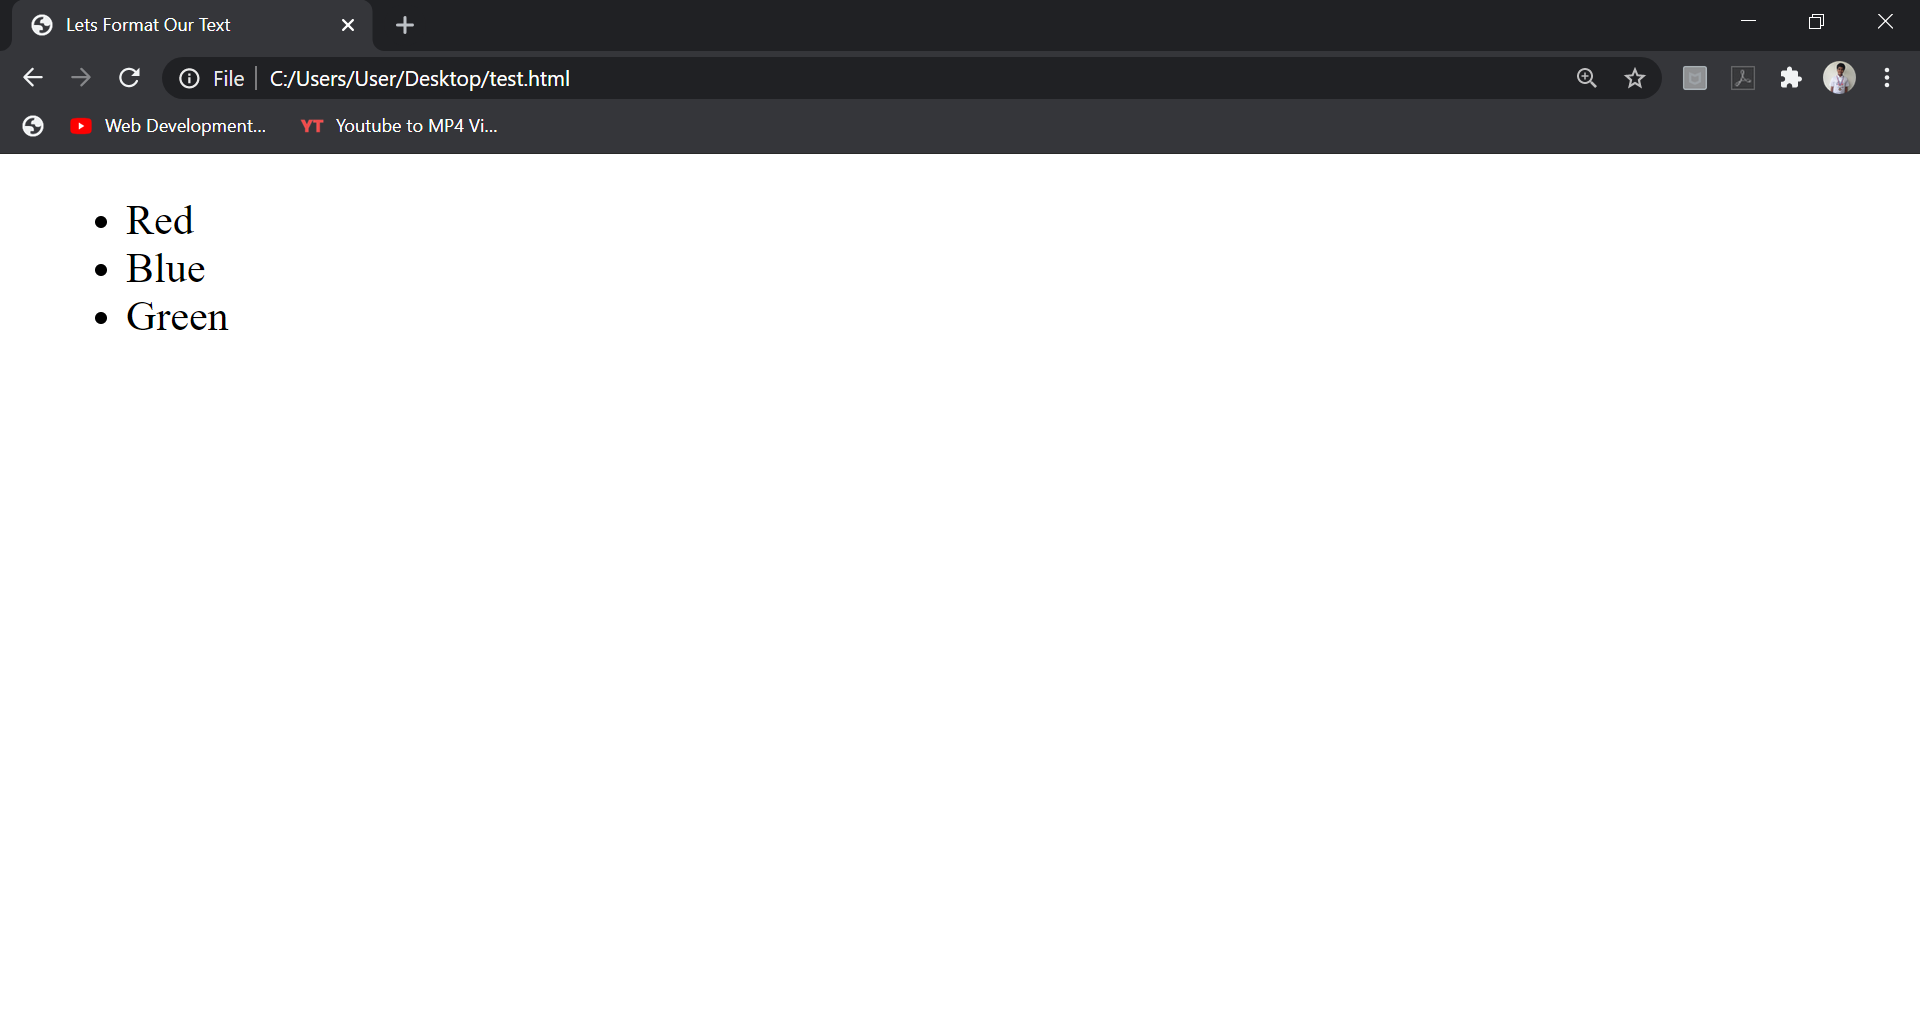 Lets Format Our Text
File C:/Users/User/Desktop/test.html
Web Development... YT Youtube to MP4 Vi...
Red
Blue
Green